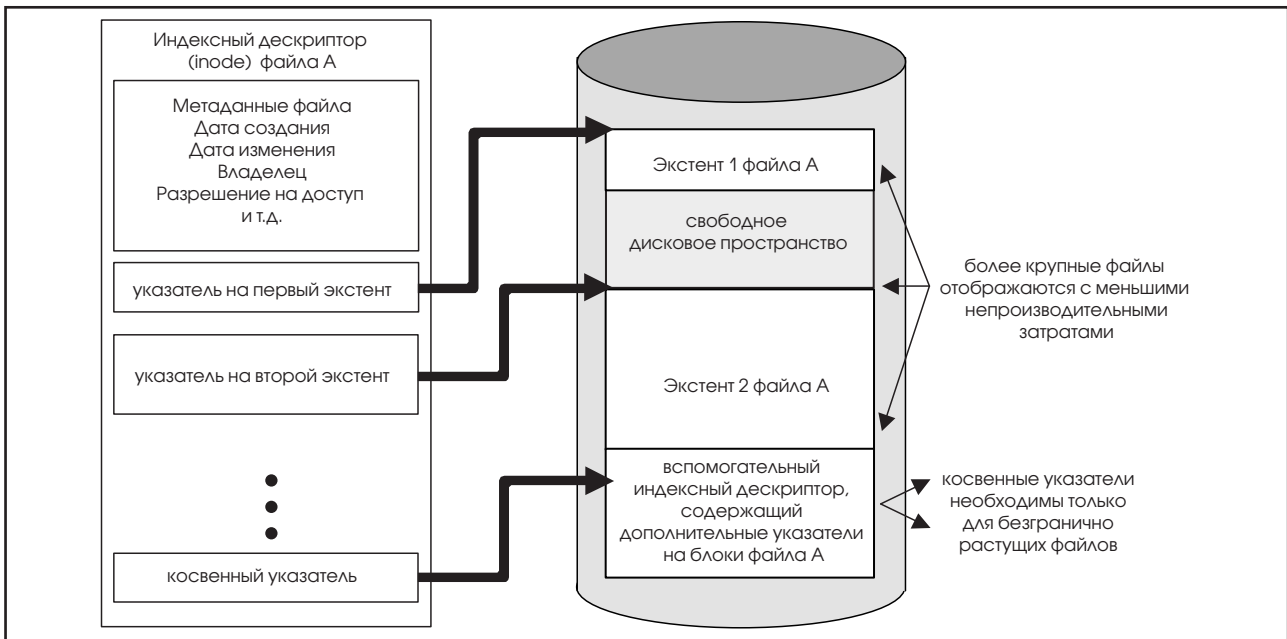 Индексный дескриптор
(inode) файла А
Метаданные файла
Дата создания
Дата изменения
Владелец
Разрешение на доступ
и т.д.
указатель на первый экстент
указатель на второй экстент
косвенный указатель
Экстент 1 файла А
свободное
дисковое пространство
Экстент 2 файла А
вспомогательный
индексный дескриптор,
содержащий
дополнительные указатели
на блоки файла А
более крупные файлы
отображаются с меньшими
непроизводительными
затратами
косвенные указатели
необходимы только
для безгранично
растущих файлов